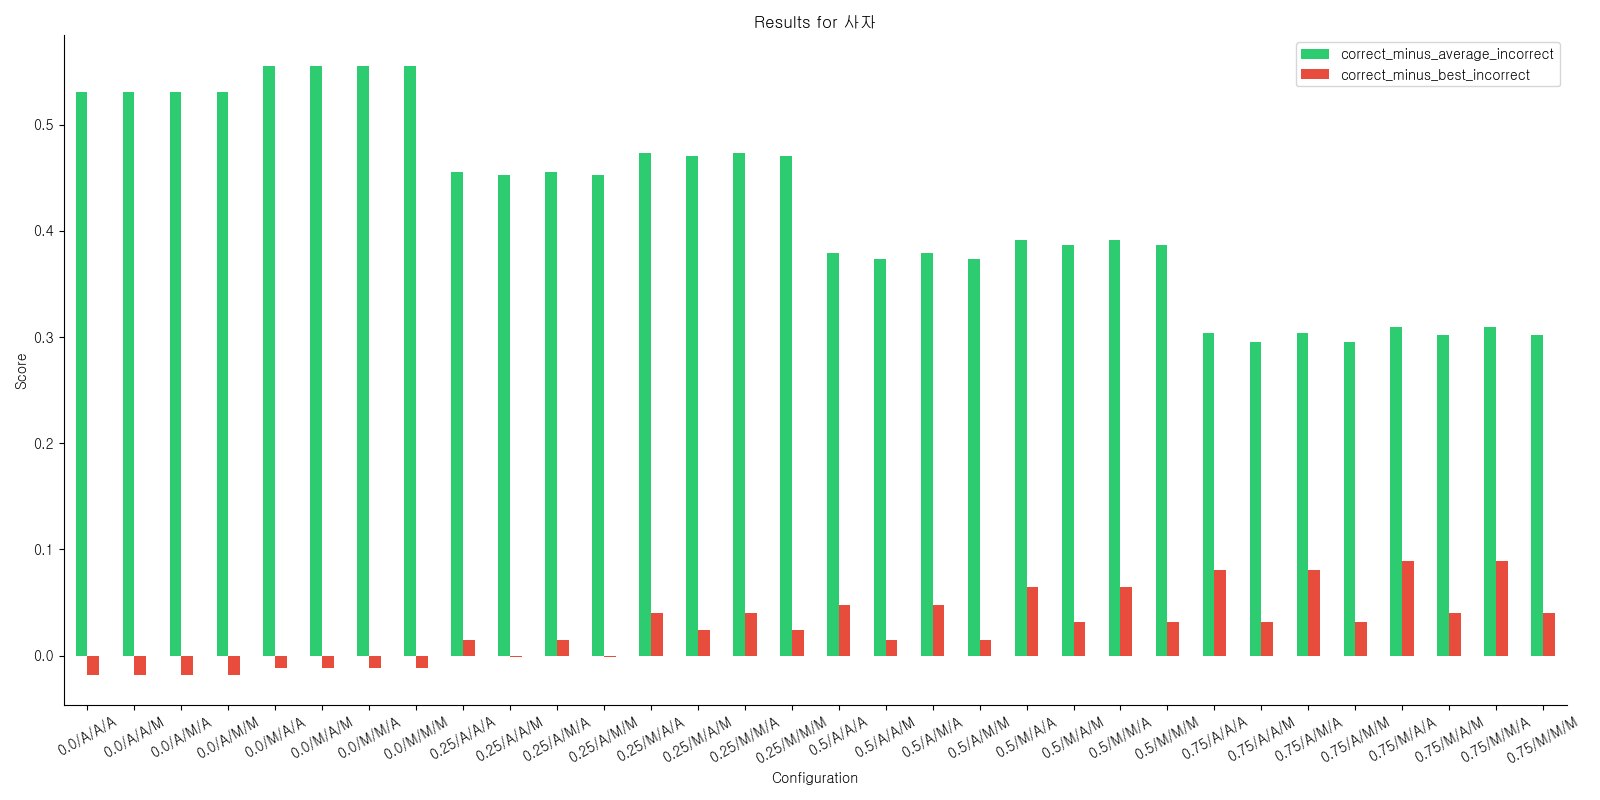 Results for 사자
correct_minus_average_incorrect
correct_minus_best_incorrect
0.5
0.4
0.3
0.2
0.1
0.0
Score
0.0/A/A/A
0.0/A/A/M
0.0/A/M/A
0.0/A/M/M
0.0/M/A/A
0.0/M/A/M
0.0/M/M/A
0.0/M/M/M
0.25/A/A/A
0.25/A/A/M
0.25/A/M/A
0.25/A/M/M
0.25/M/A/A
0.25/M/A/M
0.25/M/M/A
0.25/M/M/M
0.5/A/A/A
0.5/A/A/M
0.5/A/M/A
0.5/A/M/M
0.5/M/A/A
0.5/M/A/M
0.5/M/M/A
0.5/M/M/M
0.75/A/A/A
0.75/A/A/M
0.75/A/M/A
0.75/A/M/M
0.75/M/A/A
0.75/M/A/M
0.75/M/M/A
0.75/M/M/M
Configuration